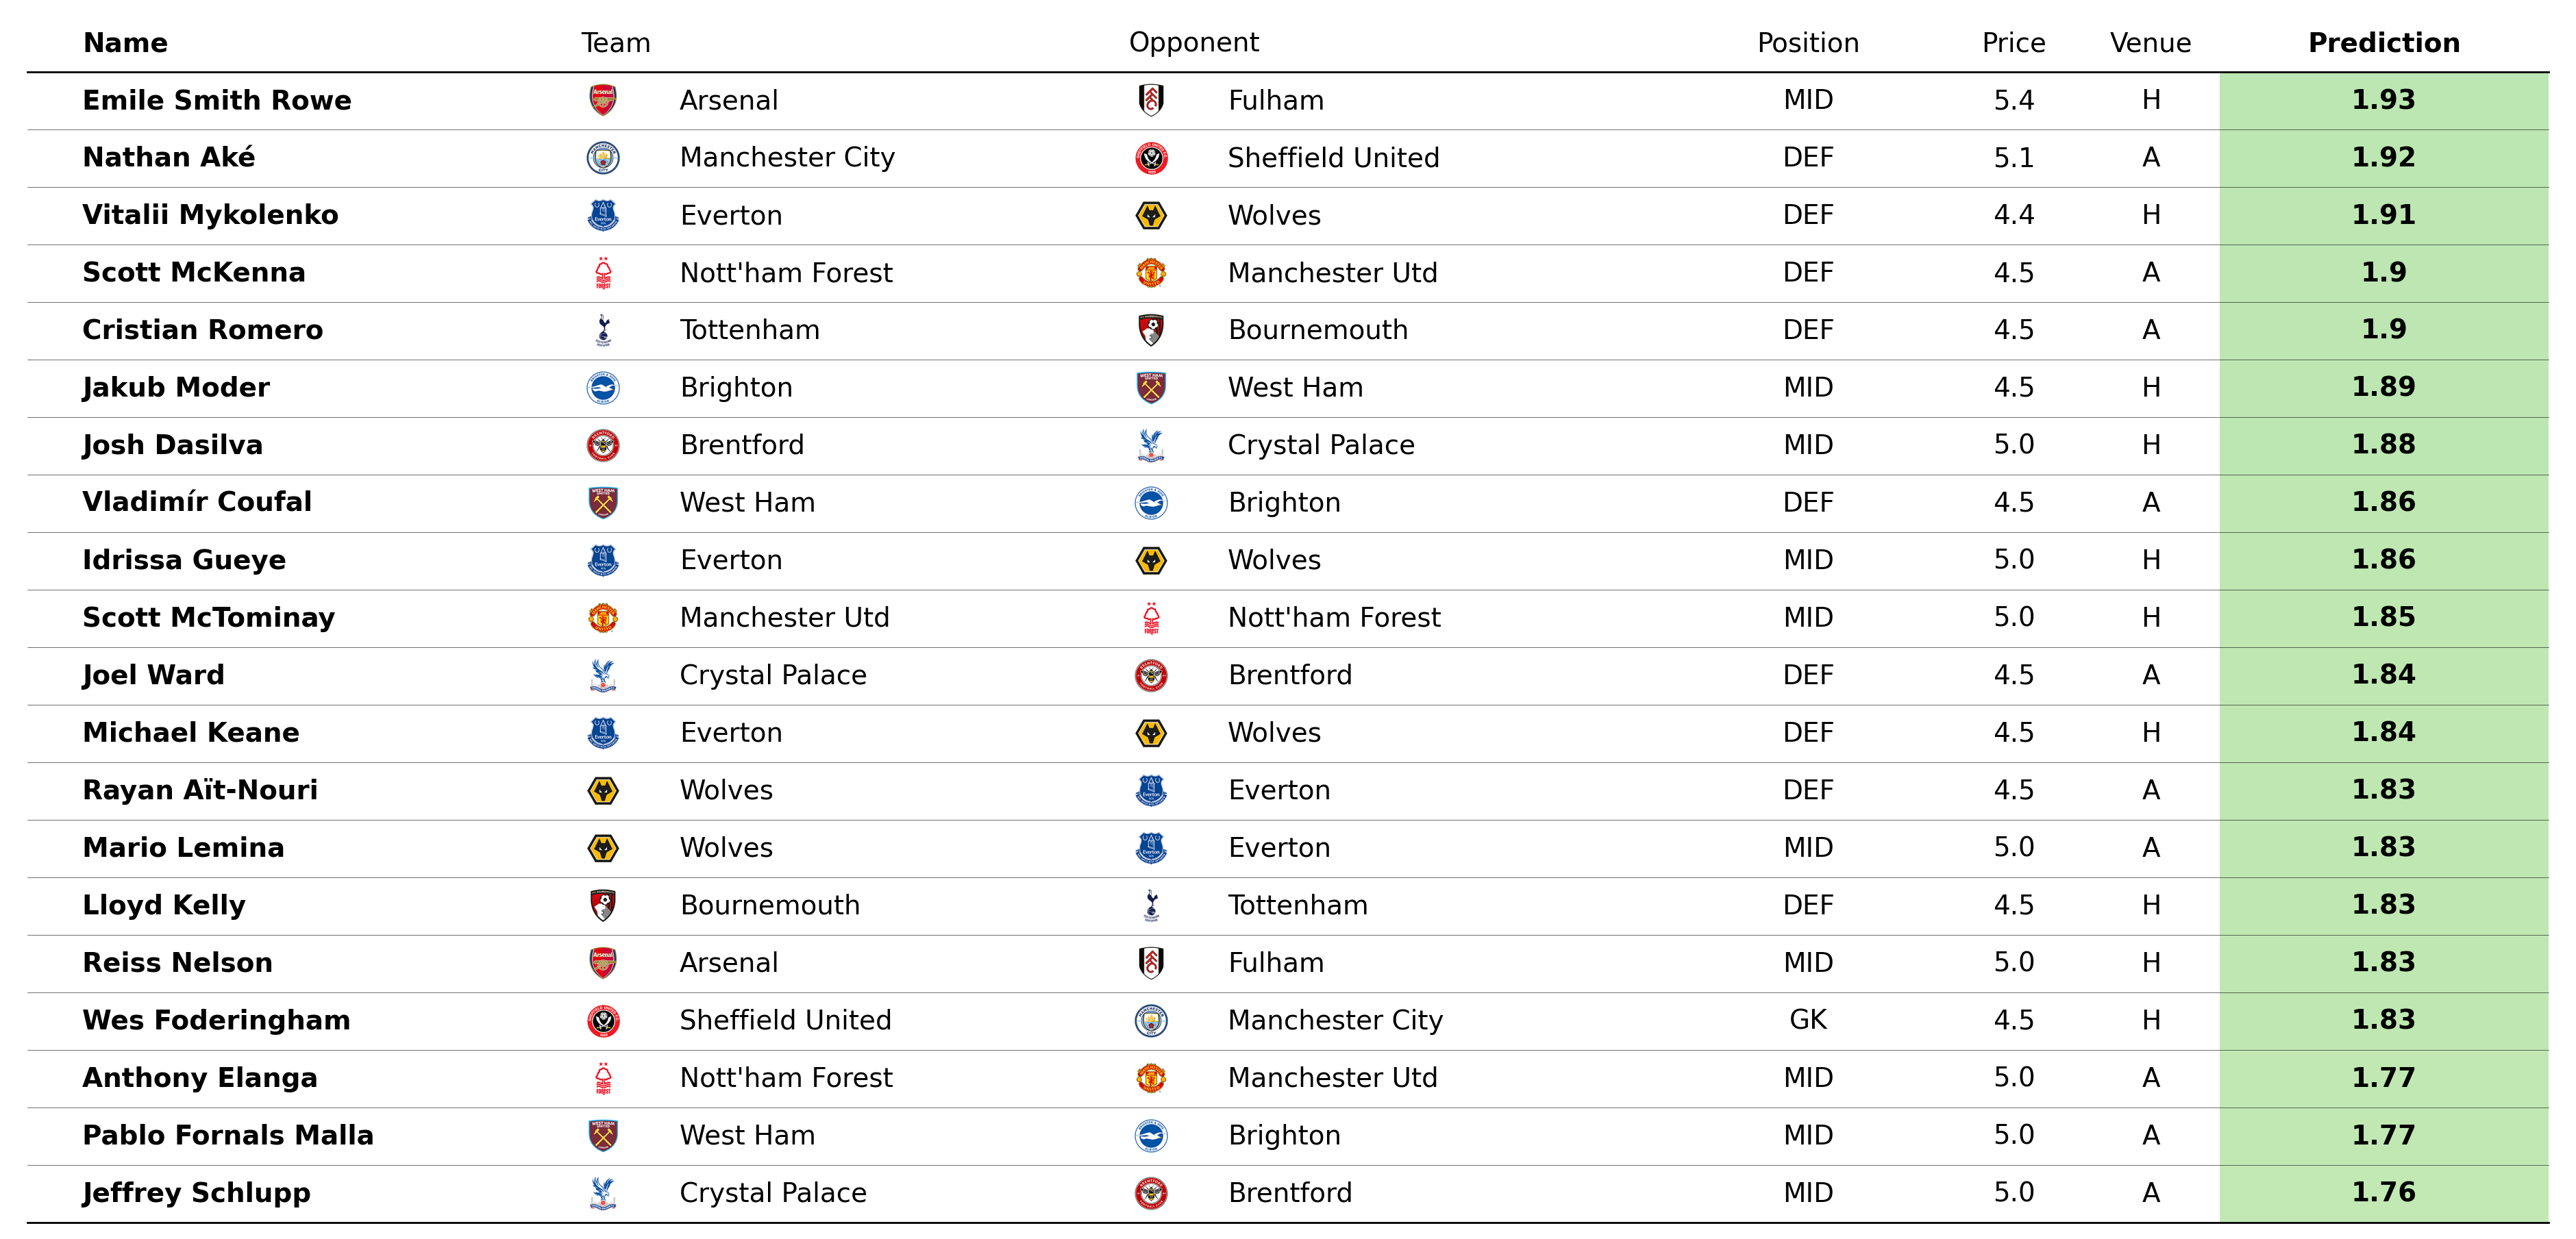 Name Team Opponent Position Price Venue Prediction
Emile Smith Rowe Arsenal Fulham MID 5.4 H 1.93
Nathan Aké Manchester City Sheffield United DEF 5.1 A 1.92
Vitalii Mykolenko Everton Wolves DEF 4.4 H 1.91
Scott McKenna Nott'ham Forest Manchester Utd DEF 4.5 A 1.9
Cristian Romero Tottenham Bournemouth DEF 4.5 A 1.9
Jakub Moder Brighton West Ham MID 4.5 H 1.89
Josh Dasilva Brentford Crystal Palace MID 5.0 H 1.88
Vladimír Coufal West Ham Brighton DEF 4.5 A 1.86
Idrissa Gueye Everton Wolves MID 5.0 H 1.86
Scott McTominay Manchester Utd Nott'ham Forest MID 5.0 H 1.85
Joel Ward Crystal Palace Brentford DEF 4.5 A 1.84
Michael Keane Everton Wolves DEF 4.5 H 1.84
Rayan Aït-Nouri Wolves Everton DEF 4.5 A 1.83
Mario Lemina Wolves Everton MID 5.0 A 1.83
Lloyd Kelly Bournemouth Tottenham DEF 4.5 H 1.83
Reiss Nelson Arsenal Fulham MID 5.0 H 1.83
Wes Foderingham Sheffield United Manchester City GK 4.5 H 1.83
Anthony Elanga Nott'ham Forest Manchester Utd MID 5.0 A 1.77
Pablo Fornals Malla West Ham Brighton MID 5.0 A 1.77
Jeffrey Schlupp Crystal Palace Brentford MID 5.0 A 1.76